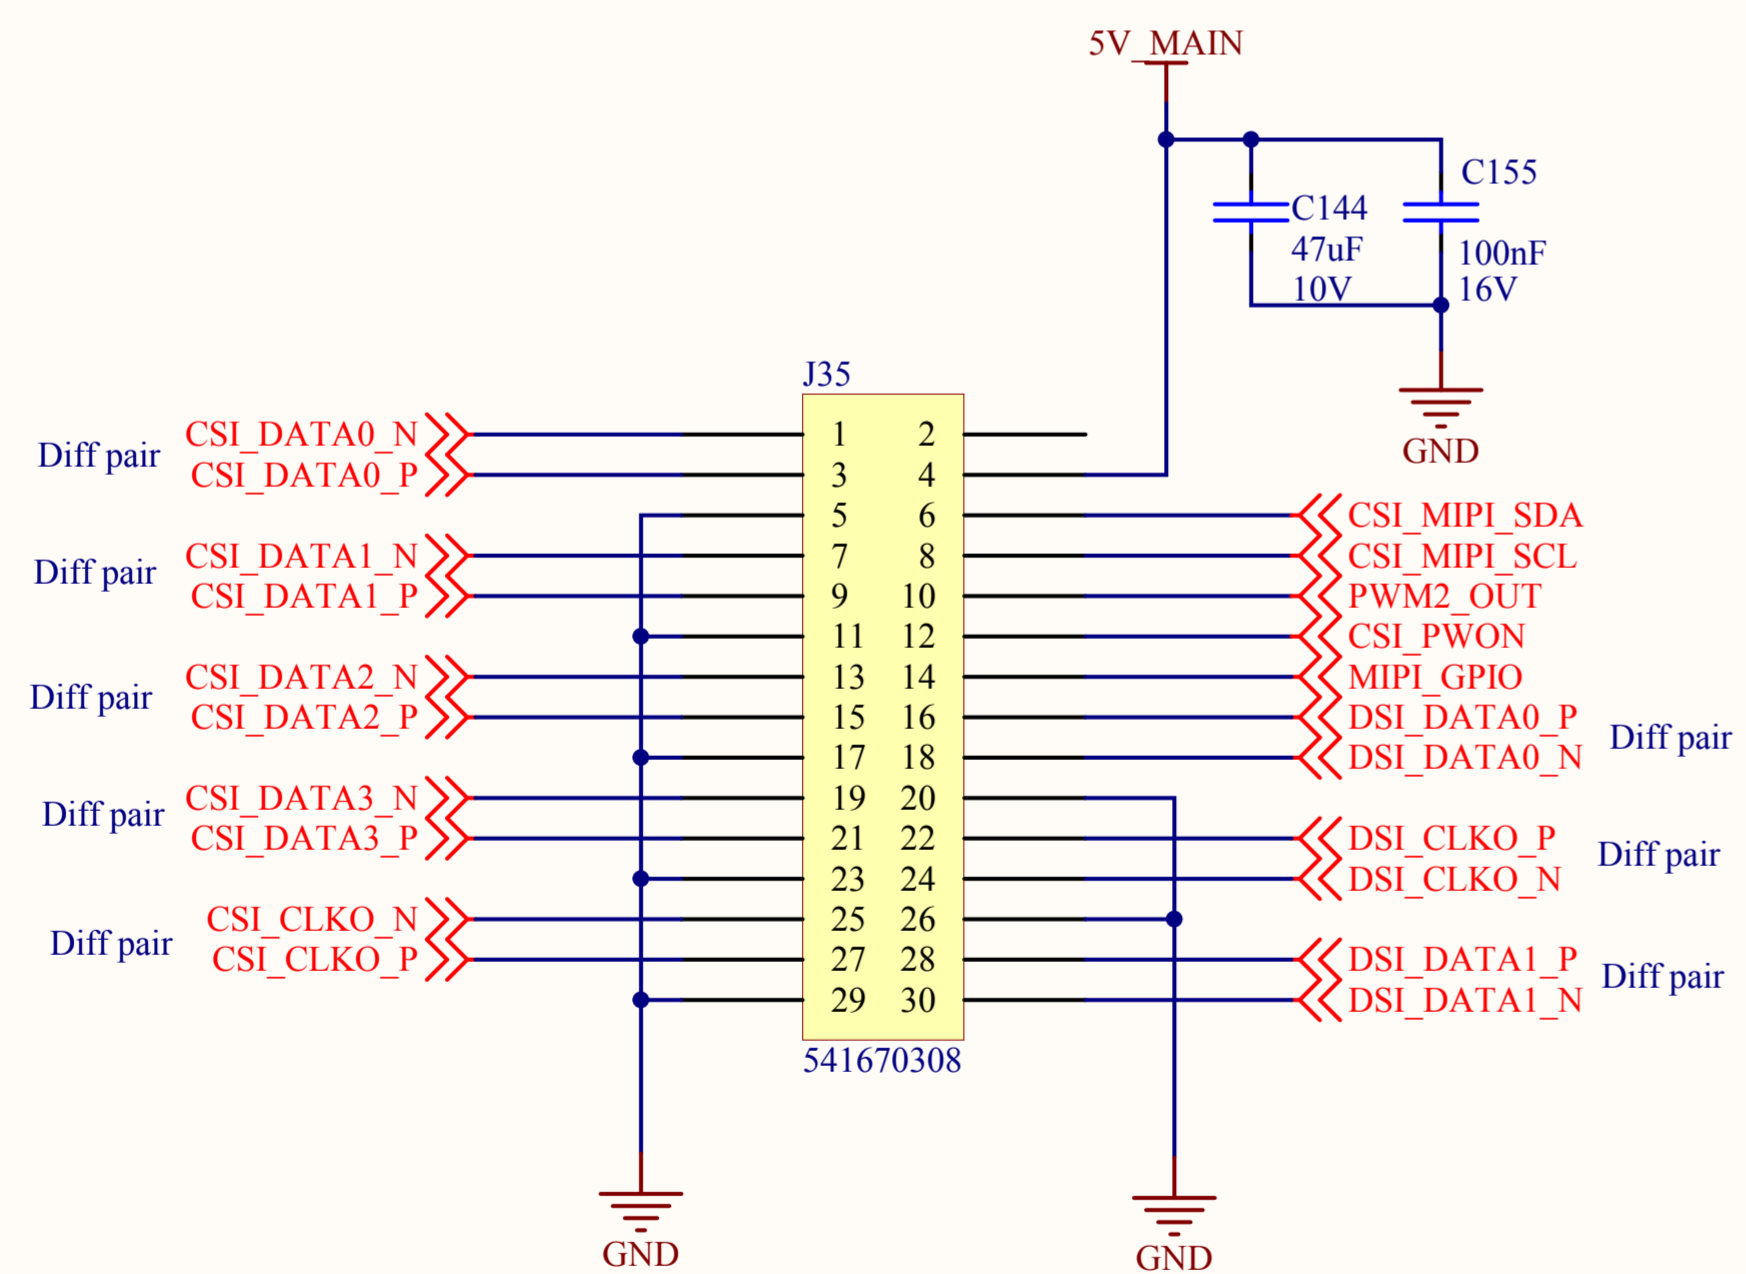 5V_MAIN
C155
C144
47uF
100nF
10V
16V
GND
J35
Diff pair
CSI_DATA0_N
CSI_DATA0_P
1 2
3 4
5 6
CSI_MIPI_SDA
Diff pair
CSI_DATA1_N
CSI_DATA1_P
7 8
CSI_MIPI_SCL
9 10
PWM2_OUT
11 12
CSI_PWON
Diff pair
CSI_DATA2_N
CSI_DATA2_P
13 14
MIPI_GPIO
15 16
DSI_DATA0_P
17 18
DSI_DATA0_N
Diff pair
Diff pair
CSI_DATA3_N
CSI_DATA3_P
19 20
21 22
DSI_CLKO_P
23 24
DSI_CLKO_N
Diff pair
Diff pair
CSI_CLKO_N
CSI_CLKO_P
25 26
27 28
DSI_DATA1_P
29 30
DSI_DATA1_N
Diff pair
541670308
GND
GND